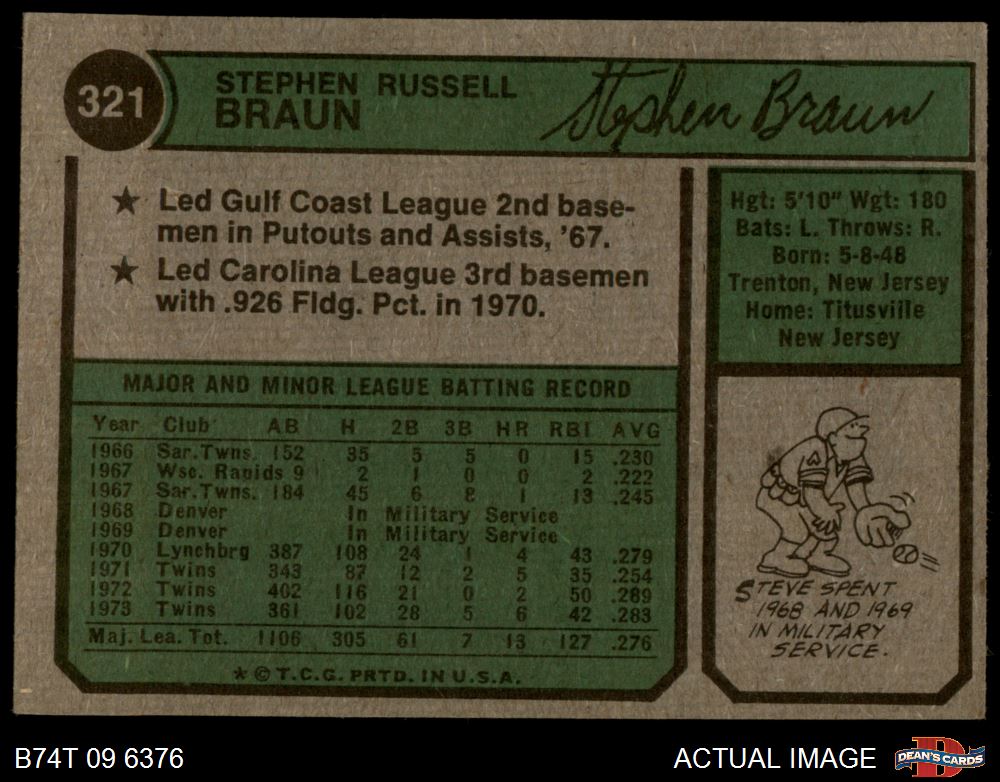 321
STEPHEN RUSSELL
BRAUN
Stephen Braun
★ Led Gulf Coast League 2nd base-
men in Putouts and Assists, '67.
★ Led Carolina League 3rd basemen
with .926 Fldg. Pct. in 1970.
Hgt: 5'10" Wgt: 180
Bats: L. Throws: R.
Born: 5-8-48
Trenton, New Jersey
Home: Titusville
New Jersey
MAJOR AND MINOR LEAGUE BATTING RECORD
Year Club AB H 2B 3B HR RBI AVG
1966 Sar. Twns. 152 35 5 5 0 15 .230
1967 Wsc. Rapids 9 2 1 0 0 2 .222
1967 Sar. Twns. 184 45 6 8 1 13 .245
1968 Denver In Military Service
1969 Denver In Military Service
1970 Lynchbrg 387 108 24 1 4 43 .279
1971 Twins 343 87 12 2 5 35 .254
1972 Twins 402 116 21 0 2 50 .289
1973 Twins 361 102 28 5 6 42 .283
Maj. Lea. Tot. 1106 305 61 7 13 127 .276
* © T.C.G. PRTD. IN U.S.A.
STEVE SPENT
1968 AND 1969
IN MILITARY
SERVICE.
B74T 09 6376
ACTUAL IMAGE
D
DEAN'S CARDS